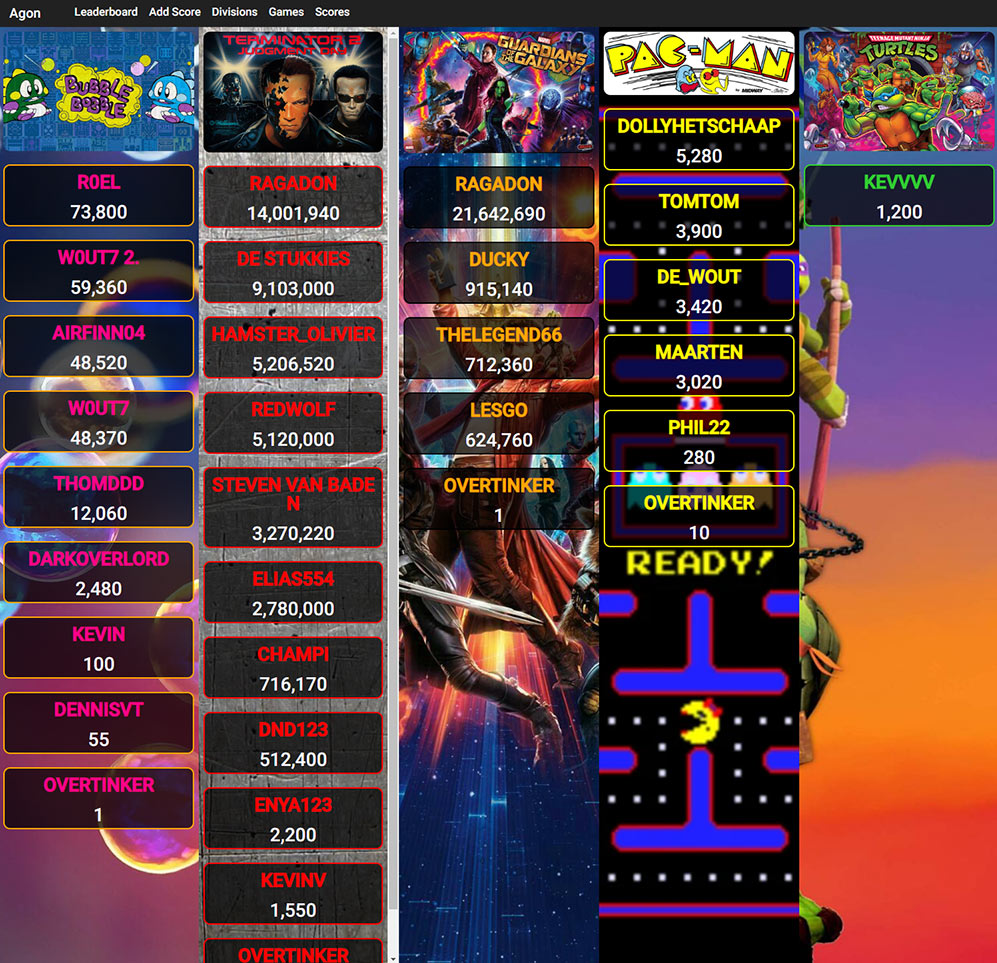 Agon
Leaderboard Add Score Divisions Games Scores
BUBBLE
BOBBLE
R0EL
73,800
W0UT7 2.
59,360
AIRFINN04
48,520
W0UT7
48,370
THOMDDD
12,060
DARKOVERLORD
2,480
KEVIN
100
DENNISVT
55
OVERTINKER
1
TERMINATOR 2
JUDGMENT DAY
RAGADON
14,001,940
DE STUKKIES
9,103,000
HAMSTER_OLIVIER
5,206,520
REDWOLF
5,120,000
STEVEN VAN BADE
N
3,270,220
ELIAS554
2,780,000
CHAMPI
716,170
DND123
512,400
ENYA123
2,200
KEVINV
1,550
OVERTINKER
GUARDIANS
OF THE
GALAXY
RAGADON
21,642,690
DUCKY
915,140
THELEGEND66
712,360
LESGO
624,760
OVERTINKER
1
PAC-MAN
by MIDWAY
DOLLYHETSCHAAP
5,280
TOMTOM
3,900
DE_WOUT
3,420
MAARTEN
3,020
PHIL22
280
OVERTINKER
10
READY!
TEENAGE MUTANT NINJA
TURTLES
KEVVVV
1,200